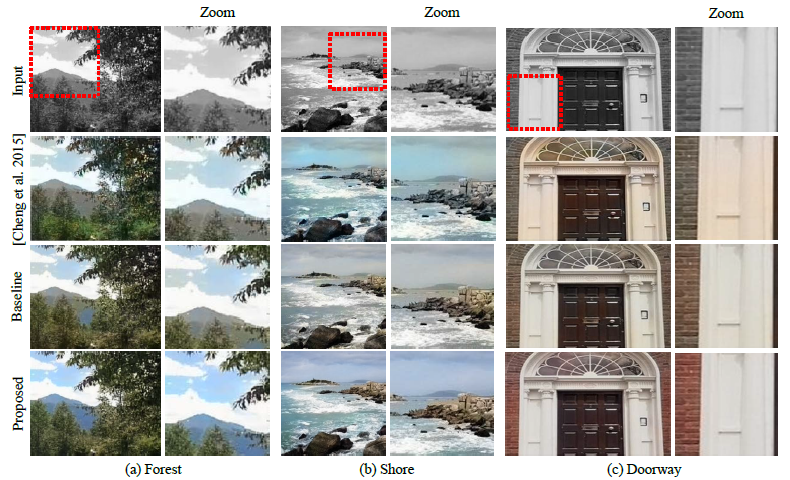 Zoom Zoom Zoom
Input
[Cheng et al. 2015]
Baseline
Proposed
(a) Forest (b) Shore (c) Doorway